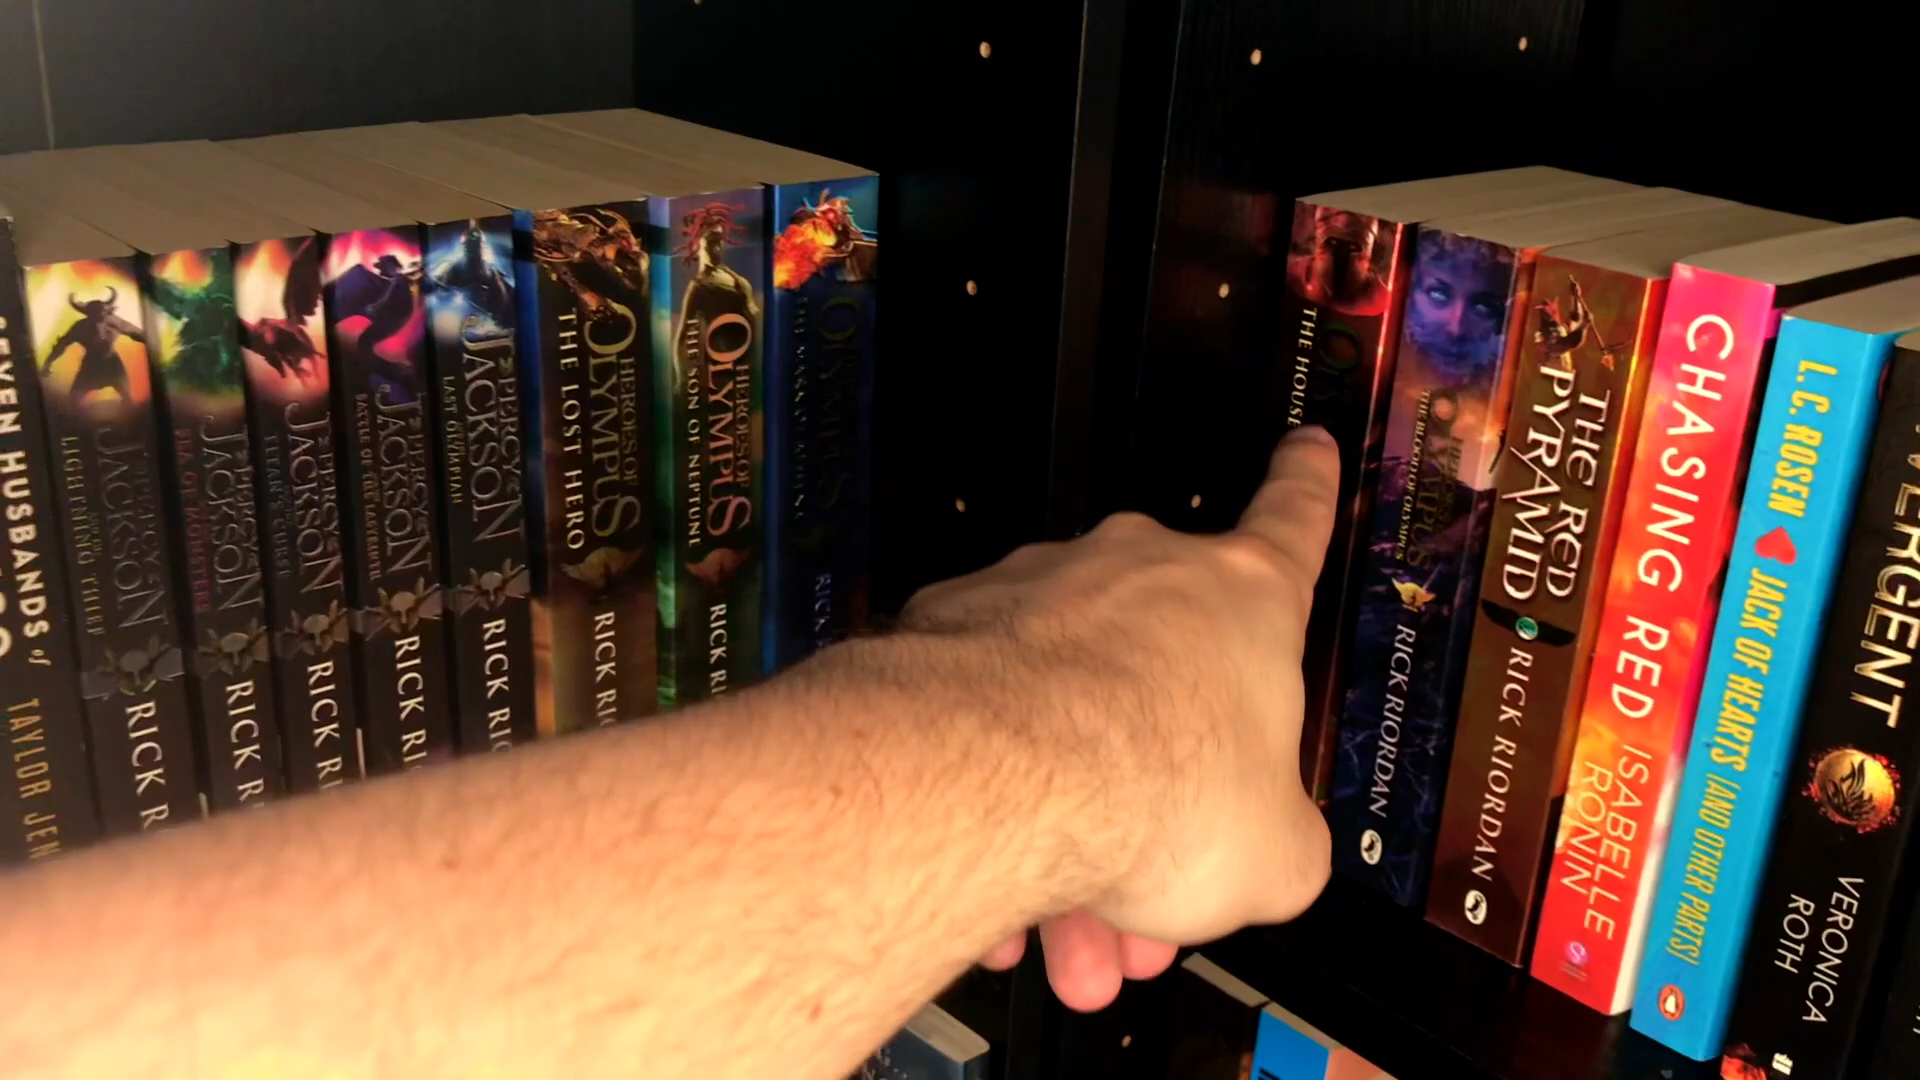 SEVEN HUSBANDS of
TAYLOR JEN
PERCY
JACKSON
LIGHTNING THIEF
RICK R
PERCY
JACKSON
SEA OF MONSTERS
RICK R
PERCY
JACKSON
TITAN'S CURSE
RICK RI
PERCY
JACKSON
BATTLE OF THE LABYRINTH
RICK RI
PERCY
JACKSON
LAST OLYMPIAN
RICK RI
HEROES OF
OLYMPUS
THE LOST HERO
RICK RI
HEROES OF
OLYMPUS
THE SON OF NEPTUNE
RICK RI
OLYMPUS
THE MARK OF ATHENA
RICK
THE HOUSE
HEROES OF
OLYMPUS
THE BLOOD OF OLYMPUS
RICK RIORDAN
THE RED
PYRAMID
RICK RIORDAN
CHASING RED
ISABELLE
RONIN
L.C. ROSEN
JACK OF HEARTS (AND OTHER PARTS)
VERGENT
VERONICA
ROTH